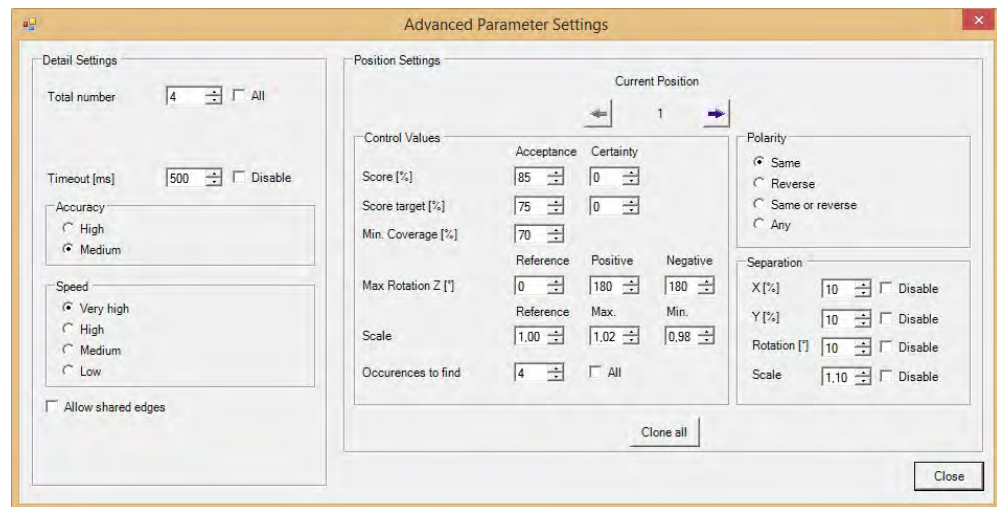 Advanced Parameter Settings
Detail Settings
Total number 4 All
Timeout [ms] 500 Disable
Accuracy
High
Medium
Speed
Very high
High
Medium
Low
Allow shared edges
Position Settings
Current Position
1
Control Values
Acceptance Certainty
Score [%] 85 0
Score target [%] 75 0
Min. Coverage [%] 70
Reference Positive Negative
Max Rotation Z [°] 0 180 180
Reference Max. Min.
Scale 1,00 1,02 0,98
Occurences to find 4 All
Polarity
Same
Reverse
Same or reverse
Any
Separation
X [%] 10 Disable
Y [%] 10 Disable
Rotation [°] 10 Disable
Scale 1,10 Disable
Clone all
Close